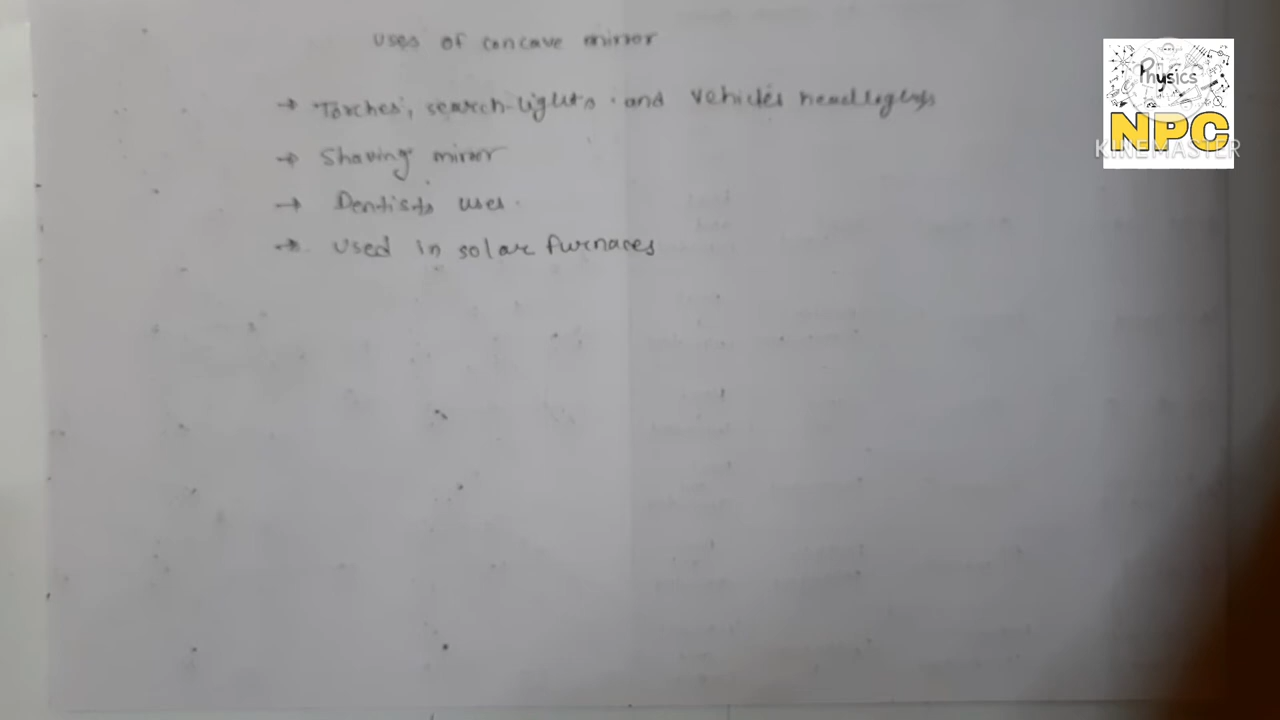 uses of concave mirror
→ Torches, search-lights and vehicles headlights
→ Shaving mirror
→ Dentists uses.
→ Used in solar furnaces
Physics
NPC
KINEMASTER